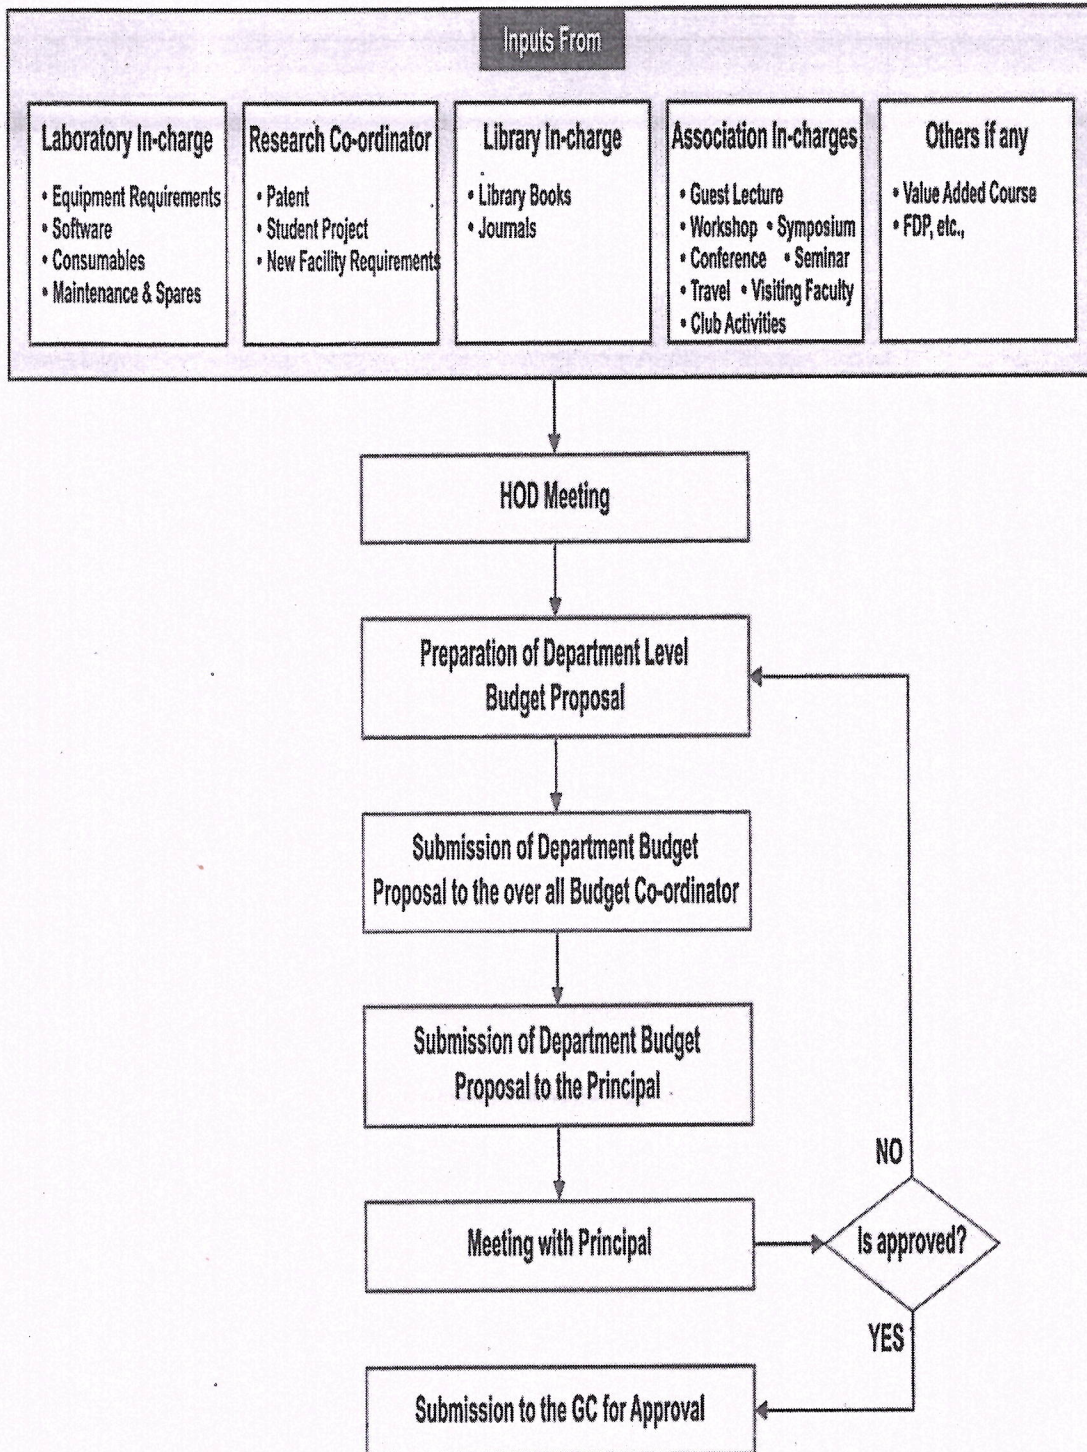 Inputs From
Laboratory In-charge
• Equipment Requirements
• Software
• Consumables
• Maintenance & Spares
Research Co-ordinator
• Patent
• Student Project
• New Facility Requirements
Library In-charge
• Library Books
• Journals
Association In-charges
• Guest Lecture
• Workshop • Symposium
• Conference • Seminar
• Travel • Visiting Faculty
• Club Activities
Others if any
• Value Added Course
• FDP, etc.,
HOD Meeting
Preparation of Department Level
Budget Proposal
Submission of Department Budget
Proposal to the over all Budget Co-ordinator
Submission of Department Budget
Proposal to the Principal
Meeting with Principal
Is approved?
NO
YES
Submission to the GC for Approval